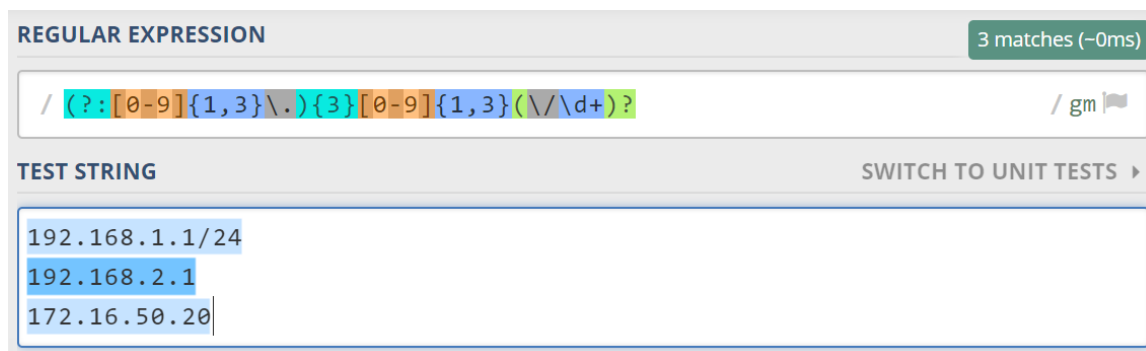 REGULAR EXPRESSION
3 matches (~0ms)
/ (?:[0-9]{1,3}\.){3}[0-9]{1,3}(\/\d+)? / gm
TEST STRING
SWITCH TO UNIT TESTS
192.168.1.1/24
192.168.2.1
172.16.50.20